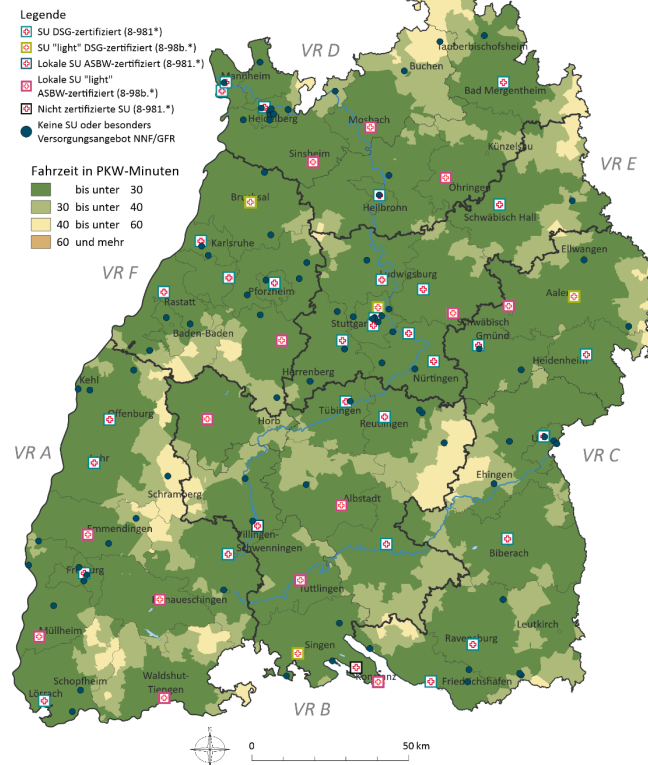 Legende
SU DSG-zertifiziert (8-981*)
SU "light" DSG-zertifiziert (8-98b.*)
Lokale SU ASBW-zertifiziert (8-981.*)
Lokale SU "light"
ASBW-zertifiziert (8-98b.*)
Nicht zertifizierte SU (8-981.*)
Keine SU oder besonders
Versorgungsangebot NNF/GFR
Fahrzeit in PKW-Minuten
bis unter 30
30 bis unter 40
40 bis unter 60
60 und mehr
VR D
Tauberbischofsheim
Buchen
Mannheim
Bad Mergentheim
Heidelberg
Mosbach
Künzelsau
Sinsheim
VR E
Öhringen
Bruchsal
Heilbronn
Schwäbisch Hall
Karlsruhe
Ellwangen
VR F
Ludwigsburg
Pforzheim
Aalen
Rastatt
Stuttgart
Schwäbisch
Gmünd
Baden-Baden
Heidenheim
Herrenberg
Nürtingen
Kehl
Tübingen
Offenburg
Horb
Reutlingen
VR A
Lahr
VR C
Ehingen
Schramberg
Albstadt
Emmendingen
Villingen-
Schwenningen
Biberach
Freiburg
Tuttlingen
Donaueschingen
Leutkirch
Müllheim
Singen
Ravensburg
Waldshut-
Tiengen
Schopfheim
Konstanz
Friedrichshafen
Lörrach
VR B
0 50 km